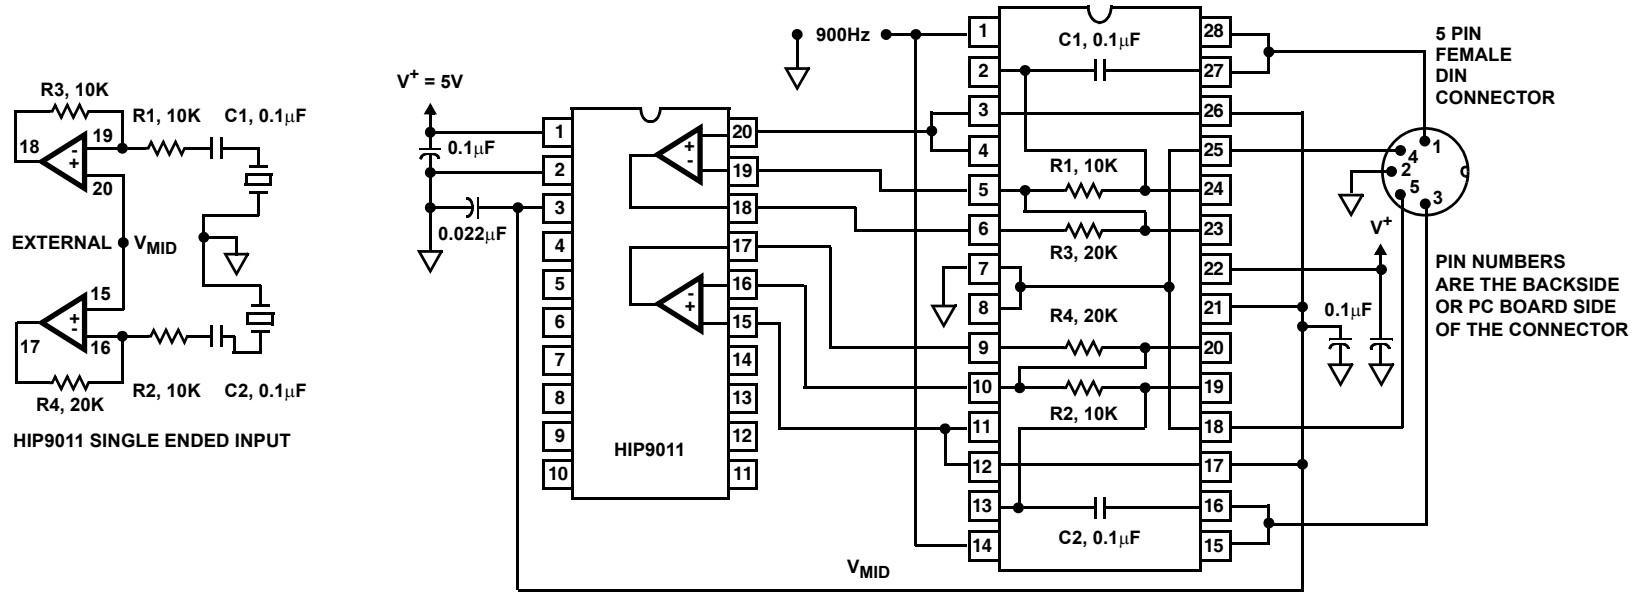 R3, 10K
R1, 10K
C1, 0.1μF
18
19
-
+
20
EXTERNAL
VMID
15
+
-
17
16
R4, 20K
R2, 10K
C2, 0.1μF
HIP9011 SINGLE ENDED INPUT
V+ = 5V
0.1μF
0.022μF
1
2
3
4
5
6
7
8
9
10
+
-
-
+
HIP9011
20
19
18
17
16
15
14
13
12
11
900Hz
1
2
3
4
5
6
7
8
9
10
11
12
13
14
C1, 0.1μF
R1, 10K
R3, 20K
R4, 20K
R2, 10K
C2, 0.1μF
28
27
26
25
24
23
22
21
20
19
18
17
16
15
VMID
5 PIN
FEMALE
DIN
CONNECTOR
1
4
2
5
3
V+
0.1μF
PIN NUMBERS
ARE THE BACKSIDE
OR PC BOARD SIDE
OF THE CONNECTOR